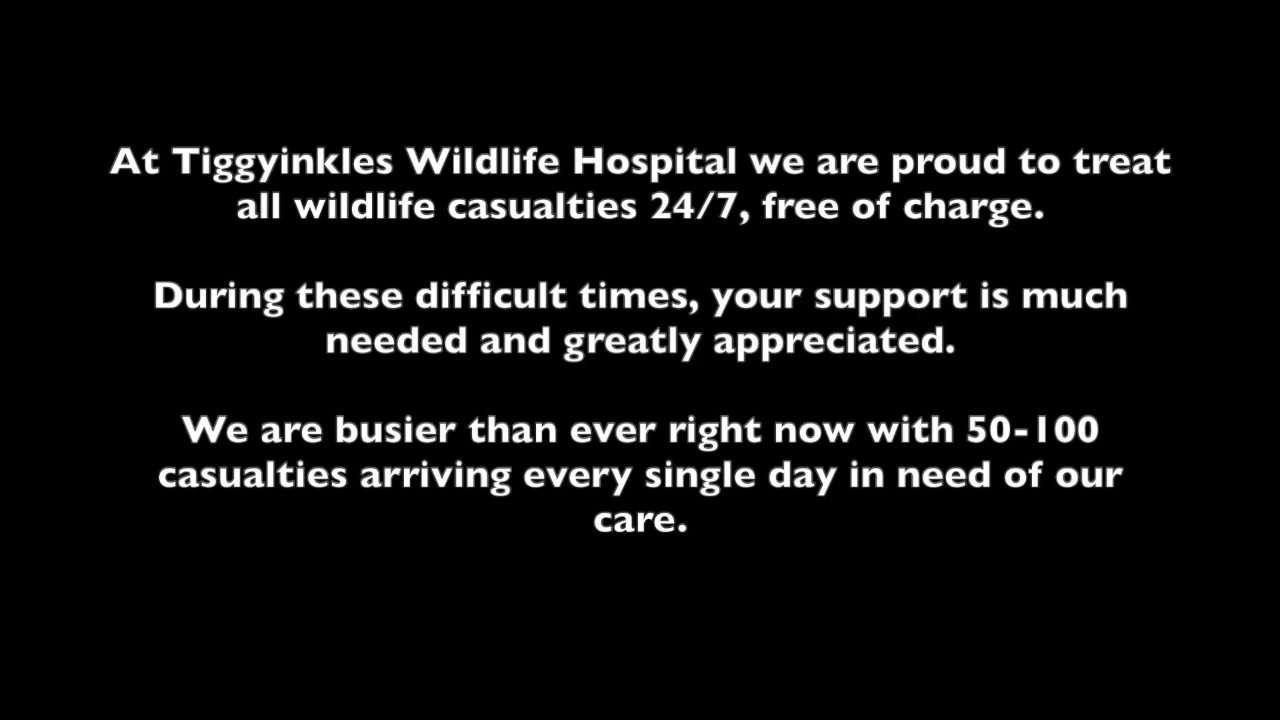 At Tiggyinkles Wildlife Hospital we are proud to treat
all wildlife casualties 24/7, free of charge.
During these difficult times, your support is much
needed and greatly appreciated.
We are busier than ever right now with 50-100
casualties arriving every single day in need of our
care.